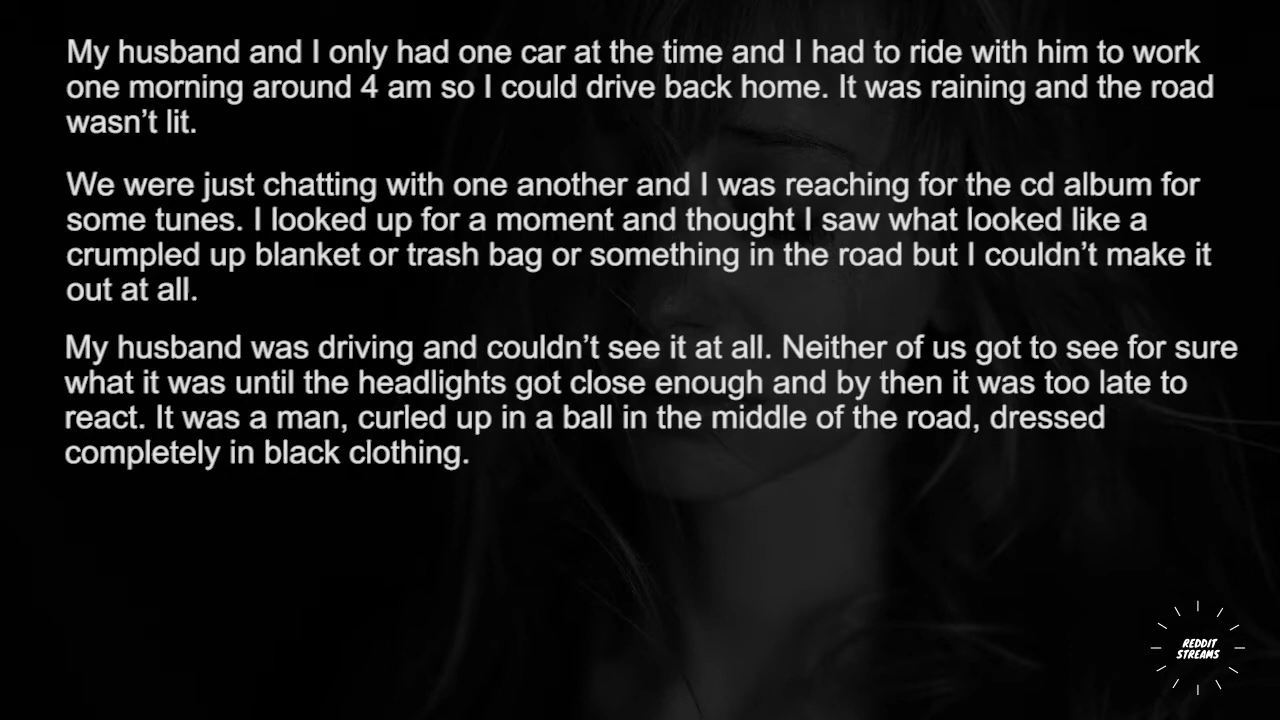 My husband and I only had one car at the time and I had to ride with him to work
one morning around 4 am so I could drive back home. It was raining and the road
wasn’t lit.
We were just chatting with one another and I was reaching for the cd album for
some tunes. I looked up for a moment and thought I saw what looked like a
crumpled up blanket or trash bag or something in the road but I couldn’t make it
out at all.
My husband was driving and couldn’t see it at all. Neither of us got to see for sure
what it was until the headlights got close enough and by then it was too late to
react. It was a man, curled up in a ball in the middle of the road, dressed
completely in black clothing.
REDDIT
STREAMS